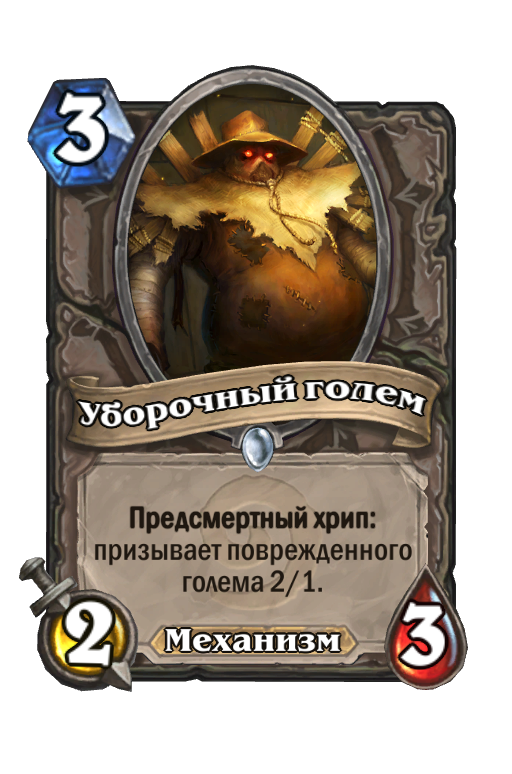 3
Уборочный голем
Предсмертный хрип:
призывает поврежденного
голема 2/1.
2
Механизм
3